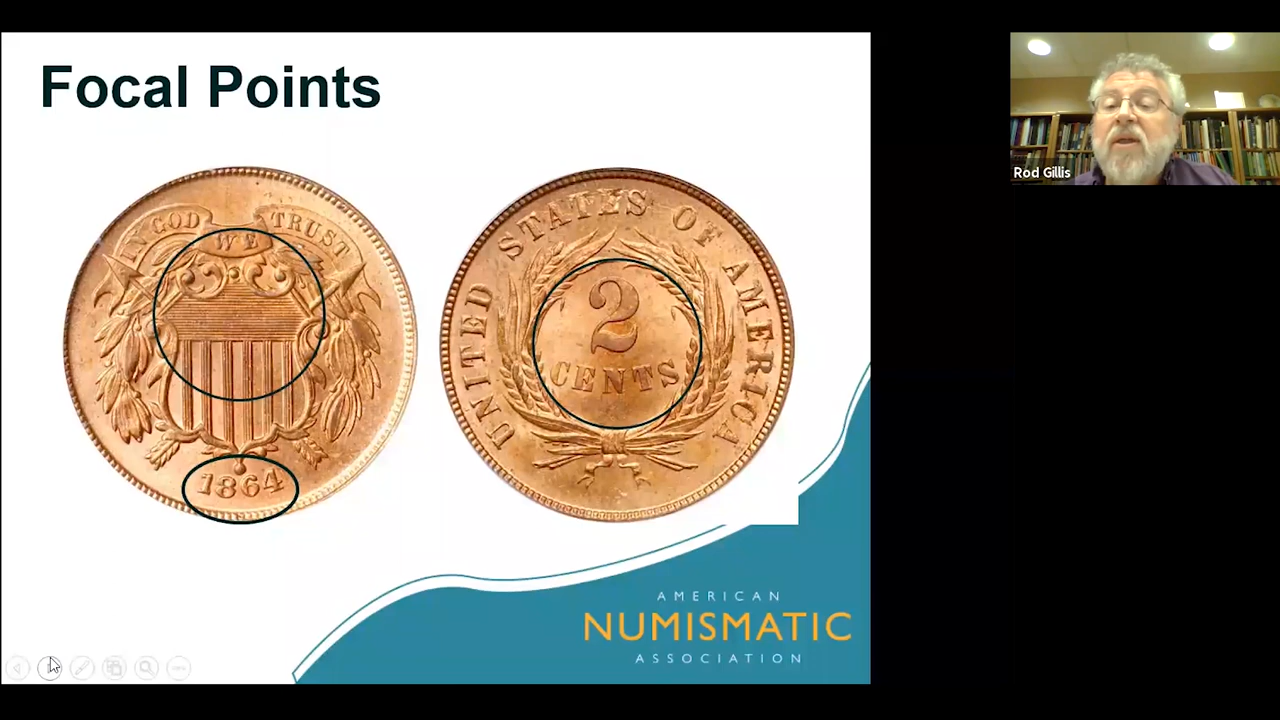 Focal Points
IN GOD WE TRUST
1864
UNITED STATES OF AMERICA
2
CENTS
AMERICAN
NUMISMATIC
ASSOCIATION
Rod Gillis